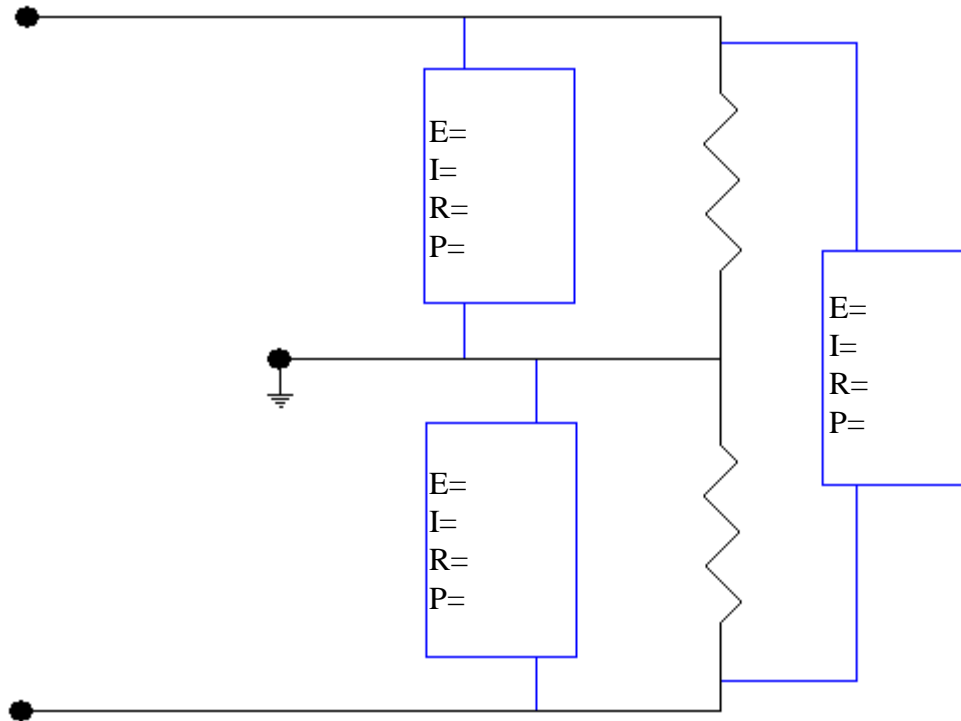 E=
I=
R=
P=
E=
I=
R=
P=
E=
I=
R=
P=